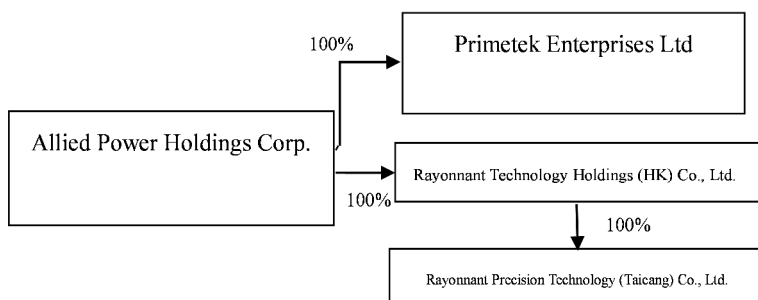 100%
Primetek Enterprises Ltd
Allied Power Holdings Corp.
Rayonnant Technology Holdings (HK) Co., Ltd.
100%
100%
Rayonnant Precision Technology (Taicang) Co., Ltd.